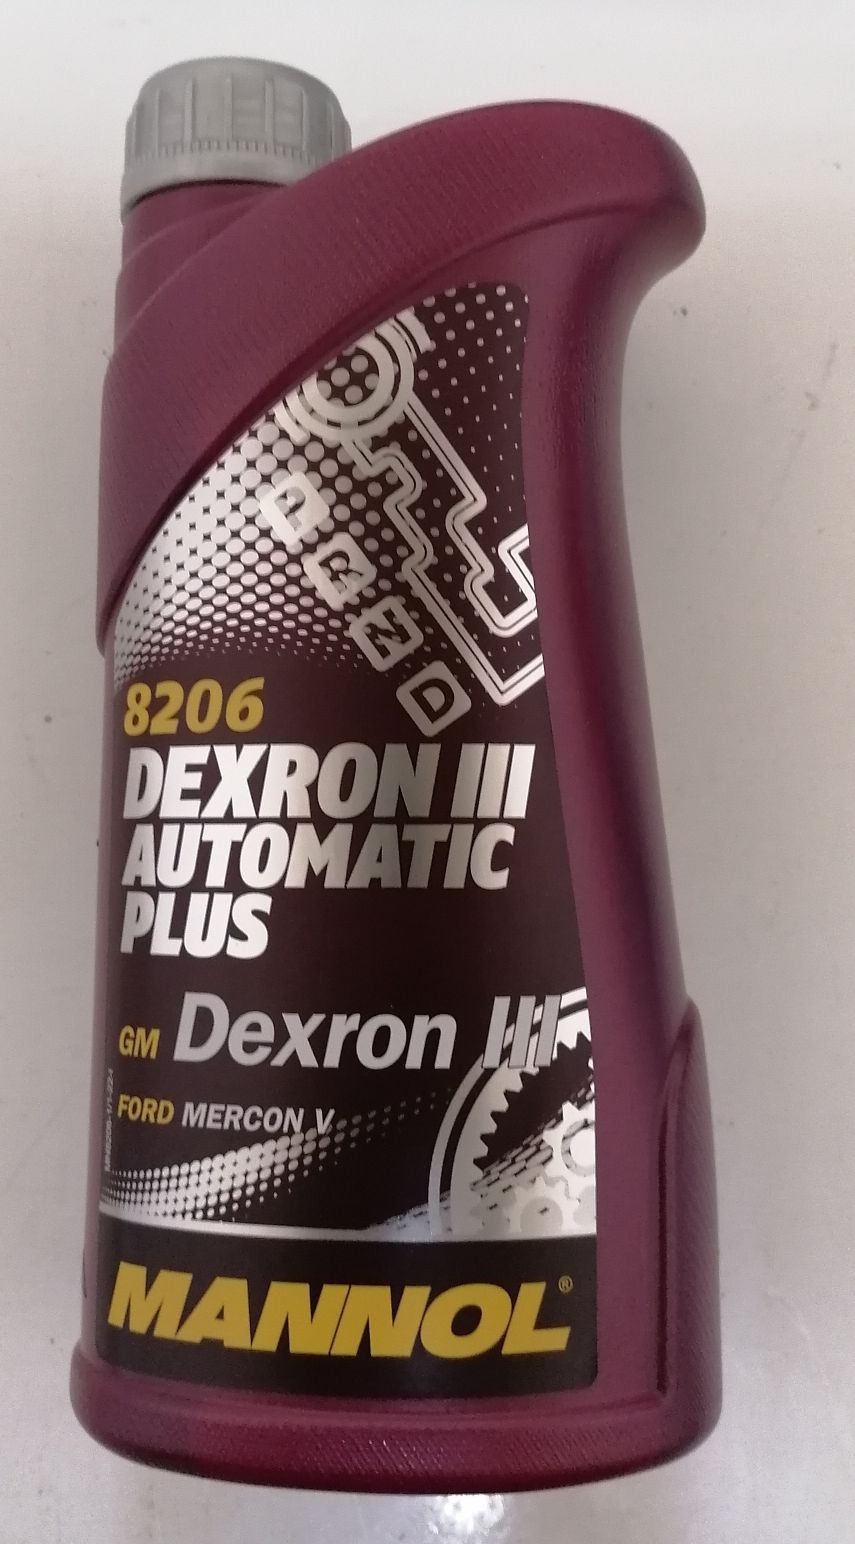 P
R
N
D
8206
DEXRON III
AUTOMATIC
PLUS
GM Dexron III
FORD MERCON V
MANNOL®